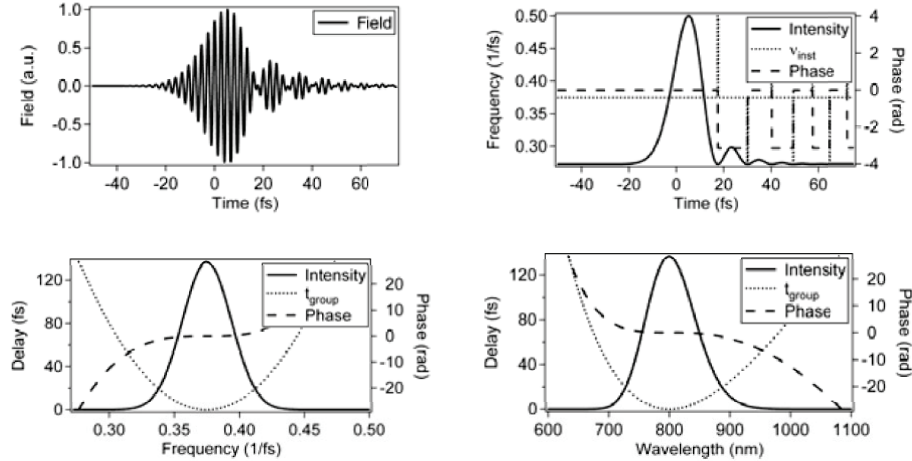 1.0
0.5
0.0
-0.5
-1.0
Field (a.u.)
Field
-40 -20 0 20 40 60
Time (fs)
0.50
0.45
0.40
0.35
0.30
Frequency (1/fs)
Intensity
νinst
Phase
4
2
0
-2
-4
Phase (rad)
-40 -20 0 20 40 60
Time (fs)
120
80
40
0
Delay (fs)
Intensity
tgroup
Phase
20
10
0
-10
-20
Phase (rad)
0.30 0.35 0.40 0.45 0.50
Frequency (1/fs)
120
80
40
0
Delay (fs)
Intensity
tgroup
Phase
20
10
0
-10
-20
Phase (rad)
600 700 800 900 1000 1100
Wavelength (nm)